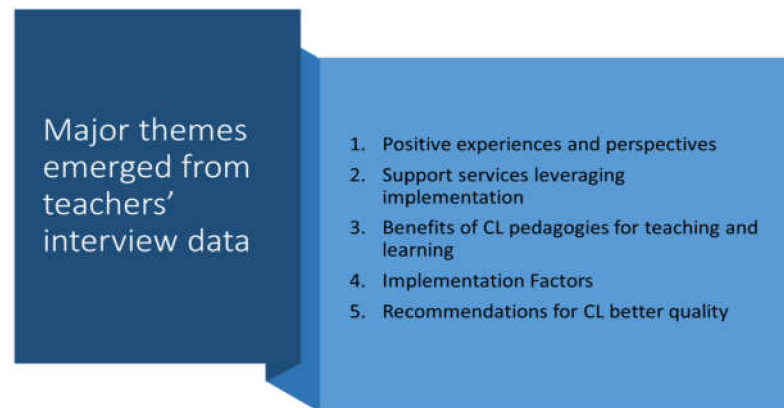 Major themes
emerged from
teachers'
interview data
1. Positive experiences and perspectives
2. Support services leveraging
implementation
3. Benefits of CL pedagogies for teaching and
learning
4. Implementation Factors
5. Recommendations for CL better quality